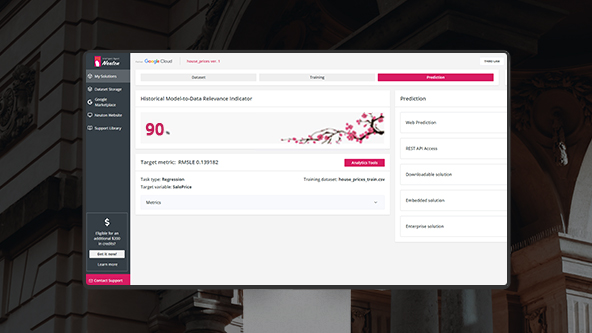 Neuton
Google Cloud
house_prices-ver. 1
My Solutions
Dataset Storage
Google
Marketplace
Neuton Website
Support Library
$
Eligible for an
additional $200
in credits!
Get it now!
Learn more
Contact Support
Dataset
Training
Prediction
Historical Model-to-Data Relevance Indicator
90 %
Target metric: RMSLE 0.139182
Analytics Tools
Task type: Regression
Training dataset: house_prices_train.csv
Target variable: SalePrice
Metrics
Prediction
Web Prediction
REST API Access
Downloadable solution
Embedded solution
Enterprise solution